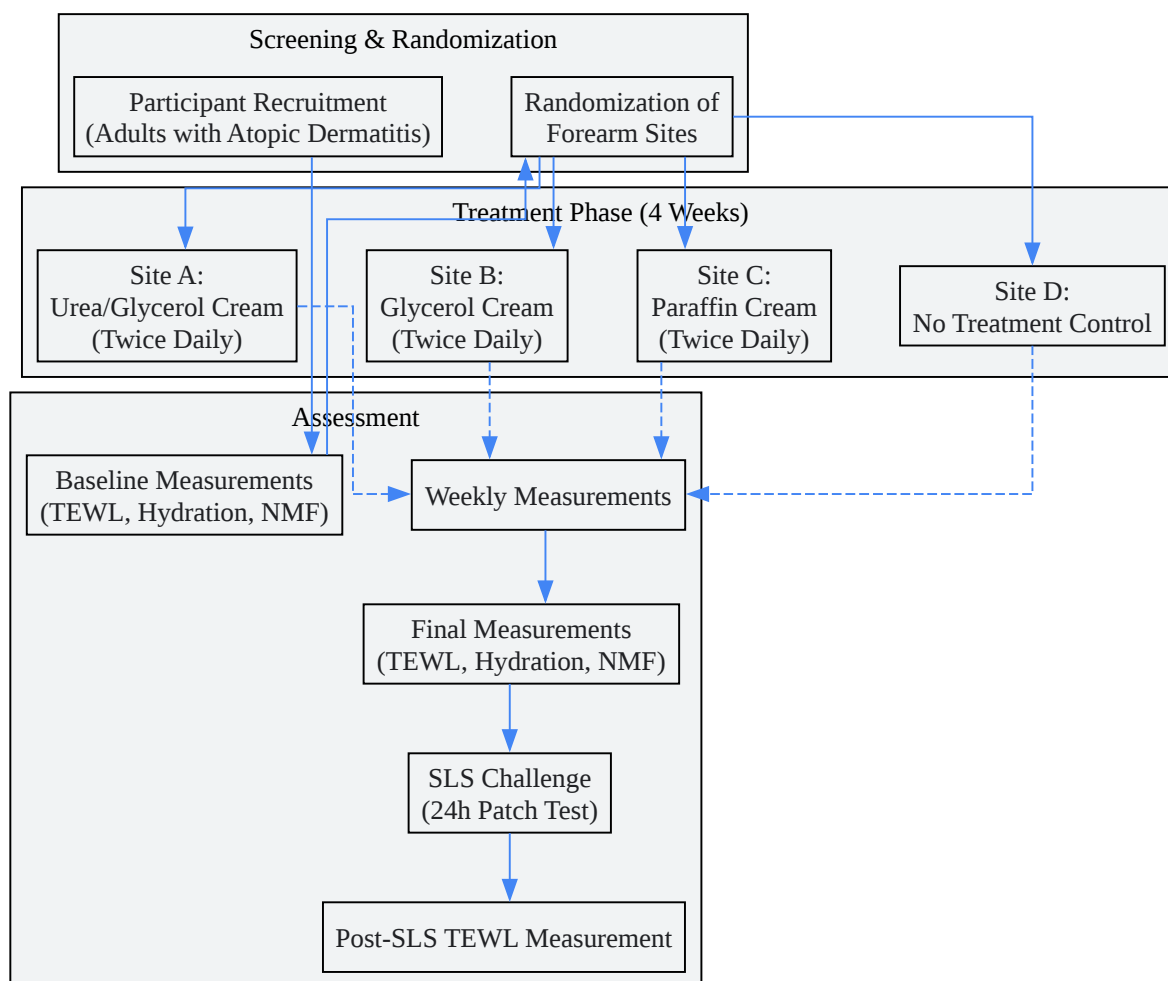 Screening & Randomization
Participant Recruitment
(Adults with Atopic Dermatitis)
Randomization of
Forearm Sites
Treatment Phase (4 Weeks)
Site A:
Urea/Glycerol Cream
(Twice Daily)
Site B:
Glycerol Cream
(Twice Daily)
Site C:
Paraffin Cream
(Twice Daily)
Site D:
No Treatment Control
Assessment
Baseline Measurements
(TEWL, Hydration, NMF)
Weekly Measurements
Final Measurements
(TEWL, Hydration, NMF)
SLS Challenge
(24h Patch Test)
Post-SLS TEWL Measurement